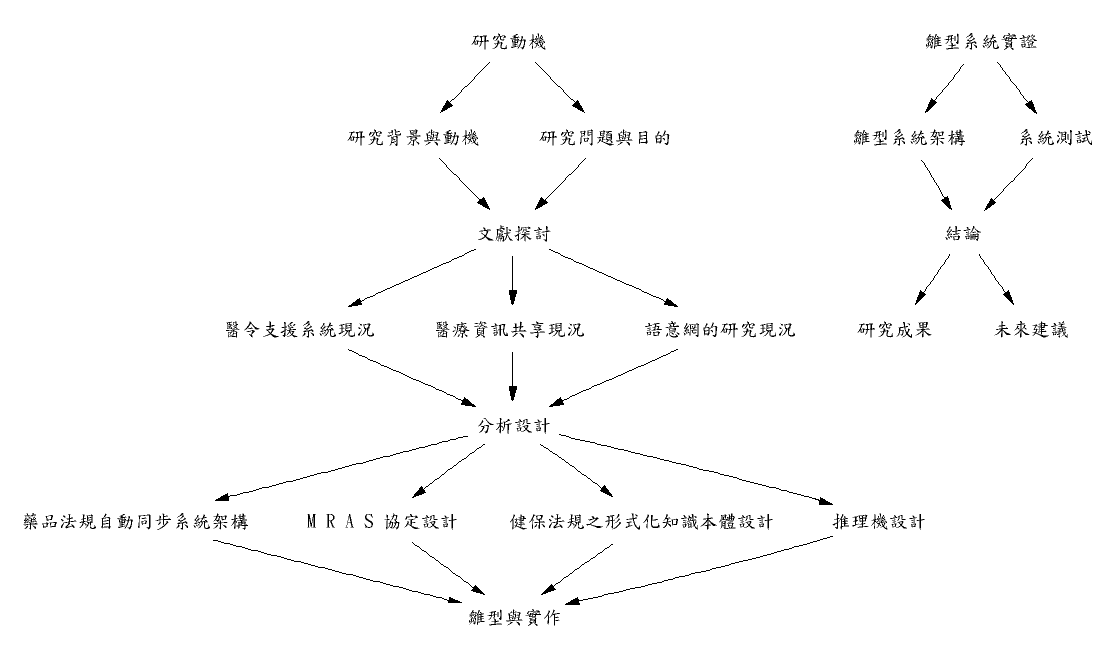 研究動機
研究背景與動機
研究問題與目的
文獻探討
醫令支援系統現況
醫療資訊共享現況
語意網的研究現況
分析設計
藥品法規自動同步系統架構
MRAS協定設計
健保法規之形式化知識本體設計
推理機設計
雛型與實作
雛型系統實證
雛型系統架構
系統測試
結論
研究成果
未來建議